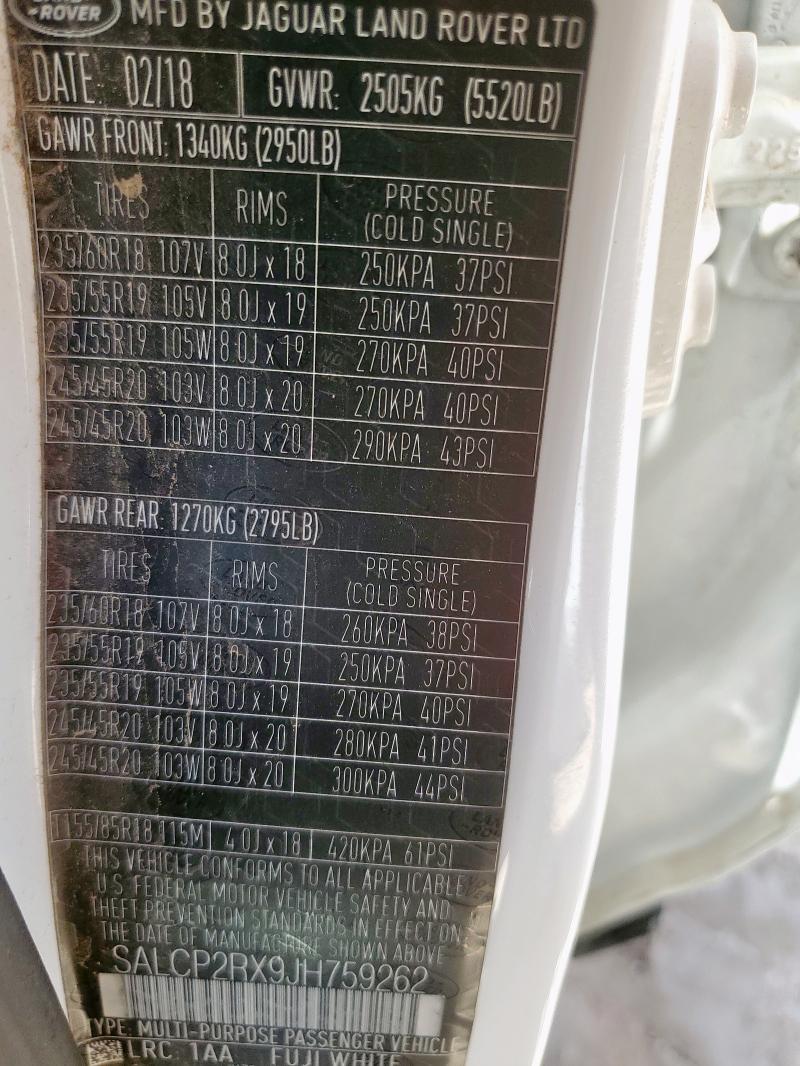 LAND
-ROVER
MFD BY JAGUAR LAND ROVER LTD
DATE: 02/18 GVWR: 2505KG (5520LB)
GAWR FRONT: 1340KG (2950LB)
TIRES RIMS PRESSURE
(COLD SINGLE)
235/60R18 107V 8.0J x 18 250KPA 37PSI
235/55R19 105V 8.0J x 19 250KPA 37PSI
235/55R19 105W 8.0J x 19 270KPA 40PSI
245/45R20 103V 8.0J x 20 270KPA 40PSI
245/45R20 103W 8.0J x 20 290KPA 43PSI
GAWR REAR: 1270KG (2795LB)
TIRES RIMS PRESSURE
(COLD SINGLE)
235/60R18 107V 8.0J x 18 260KPA 38PSI
235/55R19 105V 8.0J x 19 250KPA 37PSI
235/55R19 105W 8.0J x 19 270KPA 40PSI
245/45R20 103V 8.0J x 20 280KPA 41PSI
245/45R20 103W 8.0J x 20 300KPA 44PSI
T155/85R18 115M 4.0J x 18 420KPA 61PSI
THIS VEHICLE CONFORMS TO ALL APPLICABLE
U.S. FEDERAL MOTOR VEHICLE SAFETY AND
THEFT PREVENTION STANDARDS IN EFFECT ON
THE DATE OF MANUFACTURE SHOWN ABOVE
SALCP2RX9JH759262
TYPE: MULTI-PURPOSE PASSENGER VEHICLE
LRC: 1AA FUJI WHITE